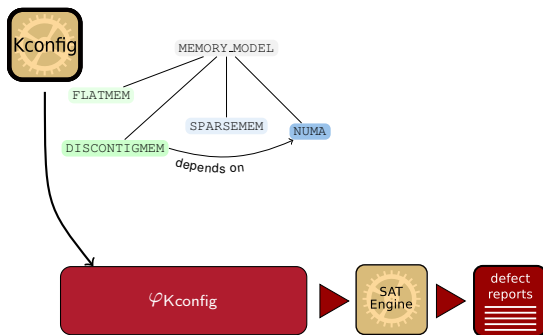 Kconfig
MEMORY_MODEL
FLATMEM
SPARSEMEM
NUMA
DISCONTIGMEM
depends on
φKconfig
SAT
Engine
defect
reports